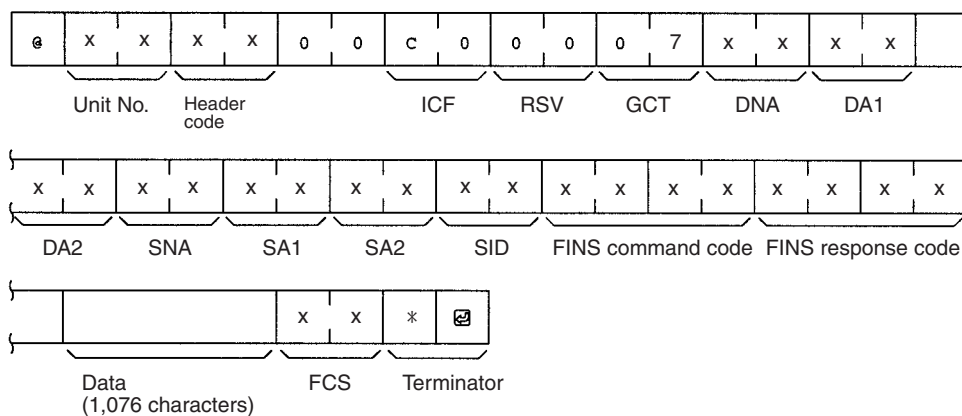 @ x x x x 0 0 C 0 0 0 0 7 x x x x
Unit No. Header code ICF RSV GCT DNA DA1
x x x x x x x x x x x x x x x x x x
DA2 SNA SA1 SA2 SID FINS command code FINS response code
x x * ↵
Data (1,076 characters) FCS Terminator